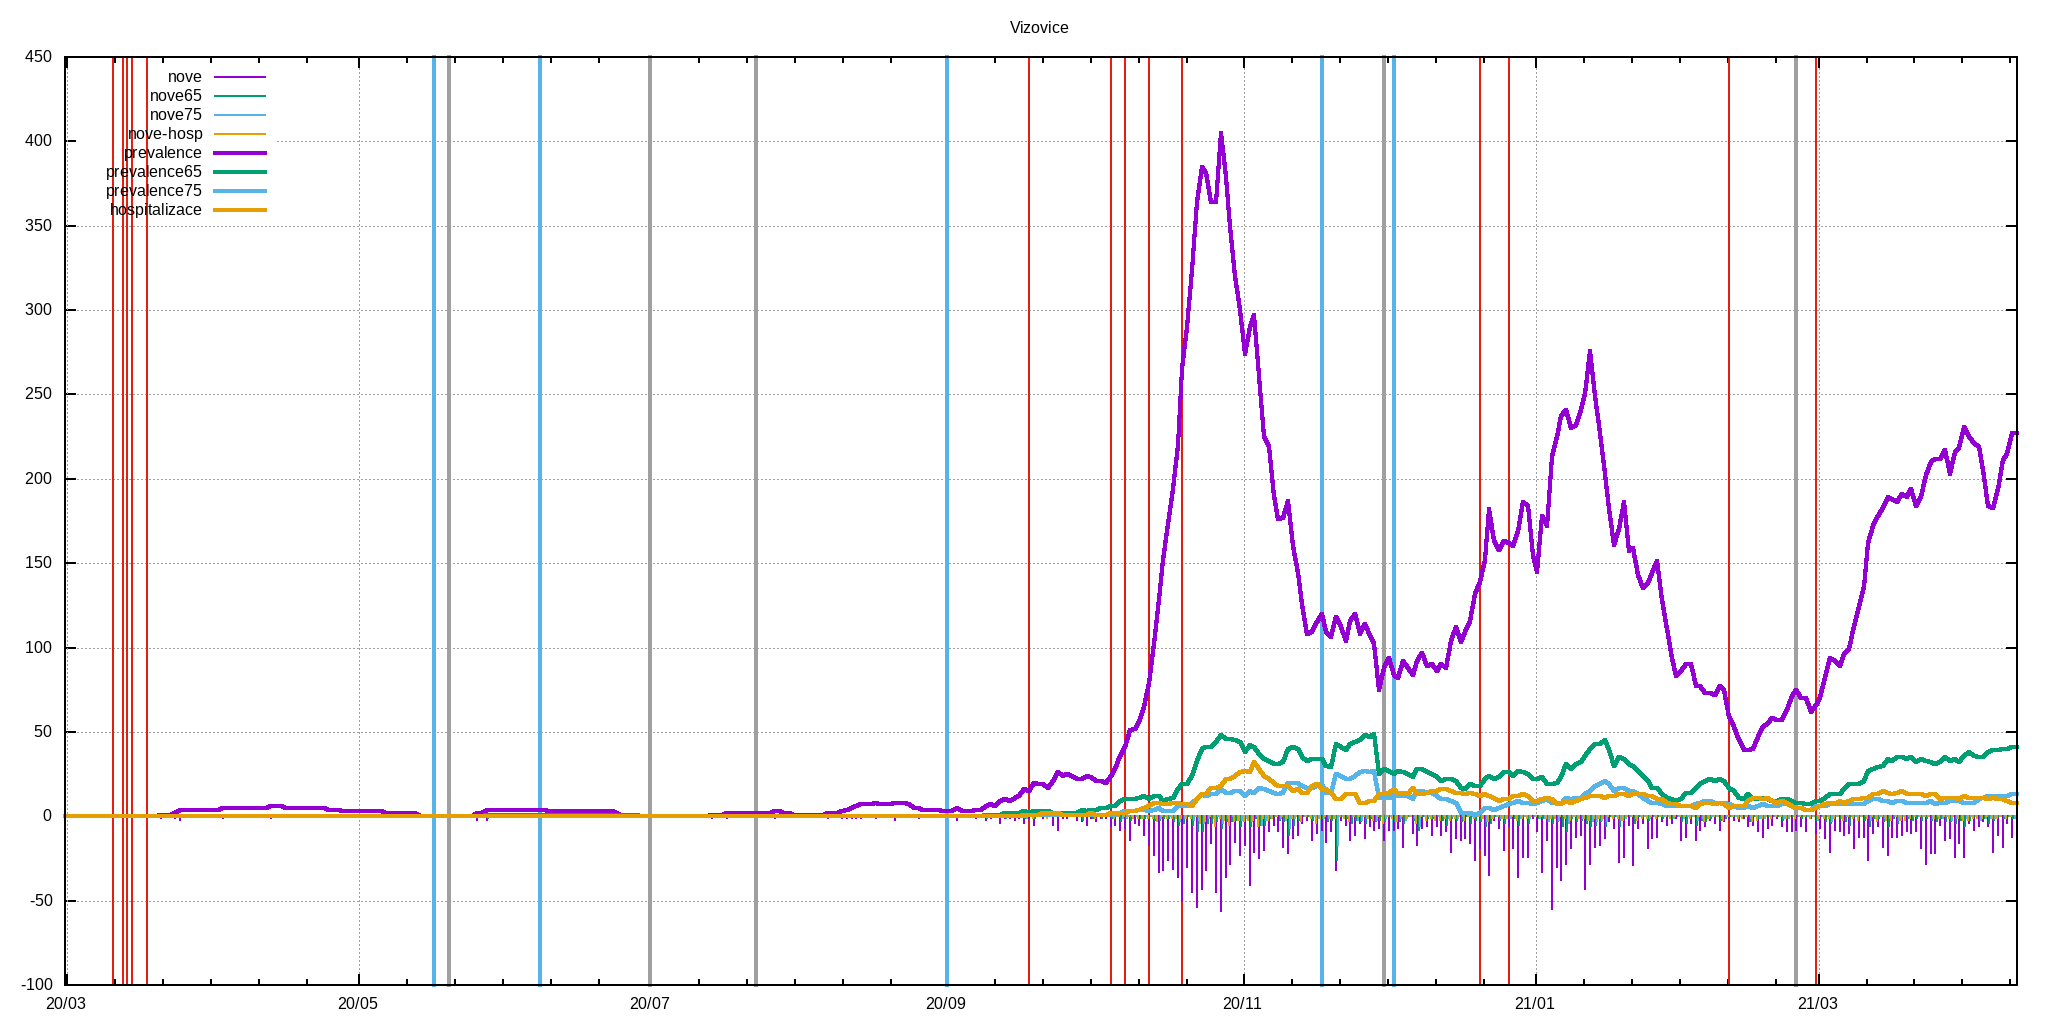 Vizovice
450
400
350
300
250
200
150
100
50
0
-50
-100
nove
nove65
nove75
nove-hosp
prevalence
prevalence65
prevalence75
hospitalizace
20/03 20/05 20/07 20/09 20/11 21/01 21/03